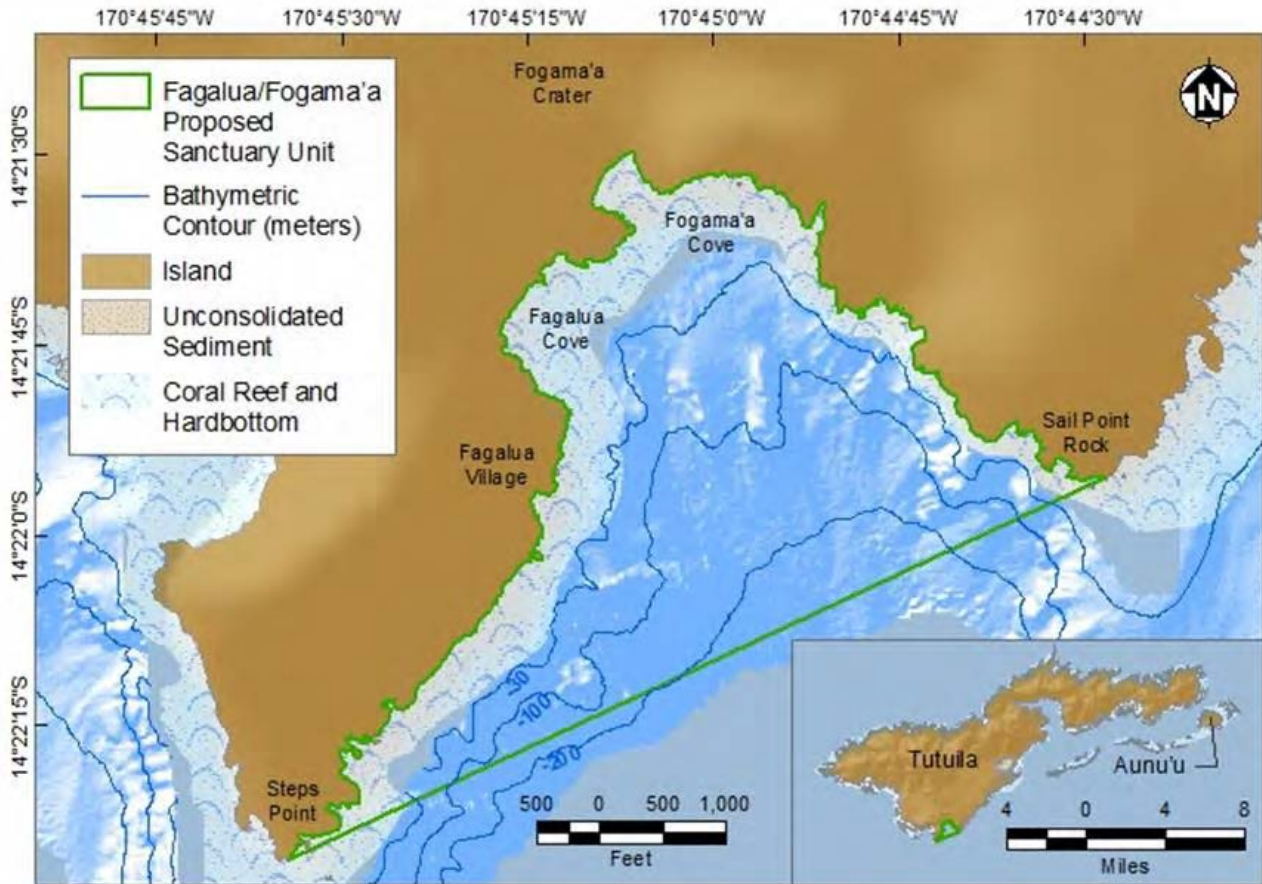 170°45'45"W
170°45'30"W
170°45'15"W
170°45'0"W
170°44'45"W
170°44'30"W
14°21'30"S
14°21'45"S
14°22'0"S
14°22'15"S
Fagalua/Fogama'a
Proposed
Sanctuary Unit
Bathymetric
Contour (meters)
Island
Unconsolidated
Sediment
Coral Reef and
Hardbottom
Fogama'a
Crater
N
Fogama'a
Cove
Fagalua
Cove
Fagalua
Village
Sail Point
Rock
Steps
Point
-30
-100
-200
500 0 500 1,000
Feet
Tutuila
Aunu'u
4 0 4 8
Miles